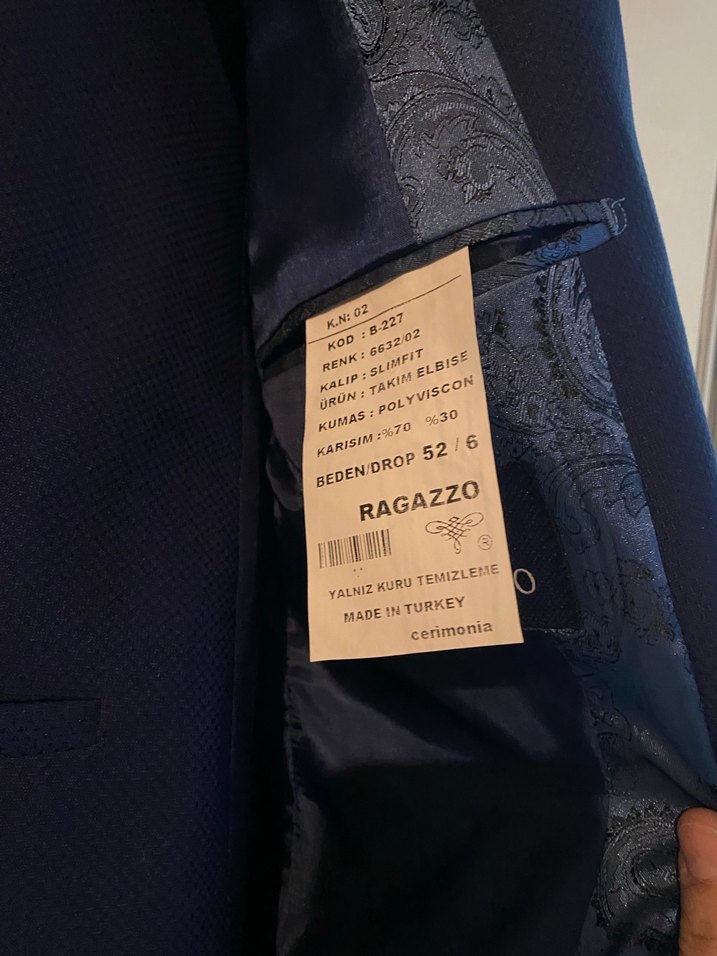 K.N: 02
KOD : B-227
RENK : 6632/02
KALIP : SLIMFIT
ÜRÜN : TAKIM ELBISE
KUMAS : POLYVISCON
KARISIM :%70 %30
BEDEN/DROP 52 / 6
RAGAZZO
®
YALNIZ KURU TEMIZLEME
MADE IN TURKEY
cerimonia
O